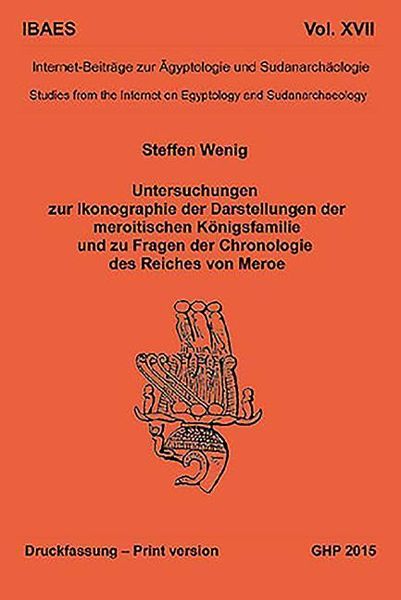 IBAES Vol. XVII
Internet-Beiträge zur Ägyptologie und Sudanarchäologie
Studies from the Internet on Egyptology and Sudanarchaeology
Steffen Wenig
Untersuchungen
zur Ikonographie der Darstellungen der
meroitischen Königsfamilie
und zu Fragen der Chronologie
des Reiches von Meroe
Druckfassung – Print version GHP 2015